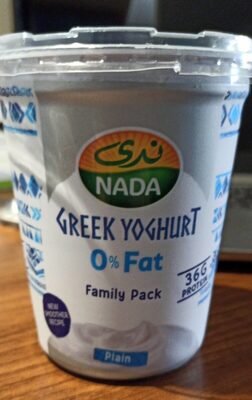 ندى
NADA
GREEK YOGHURT
0% Fat
Family Pack
36G
PROTEIN
NEW
SMOOTHER
RECIPE
Plain